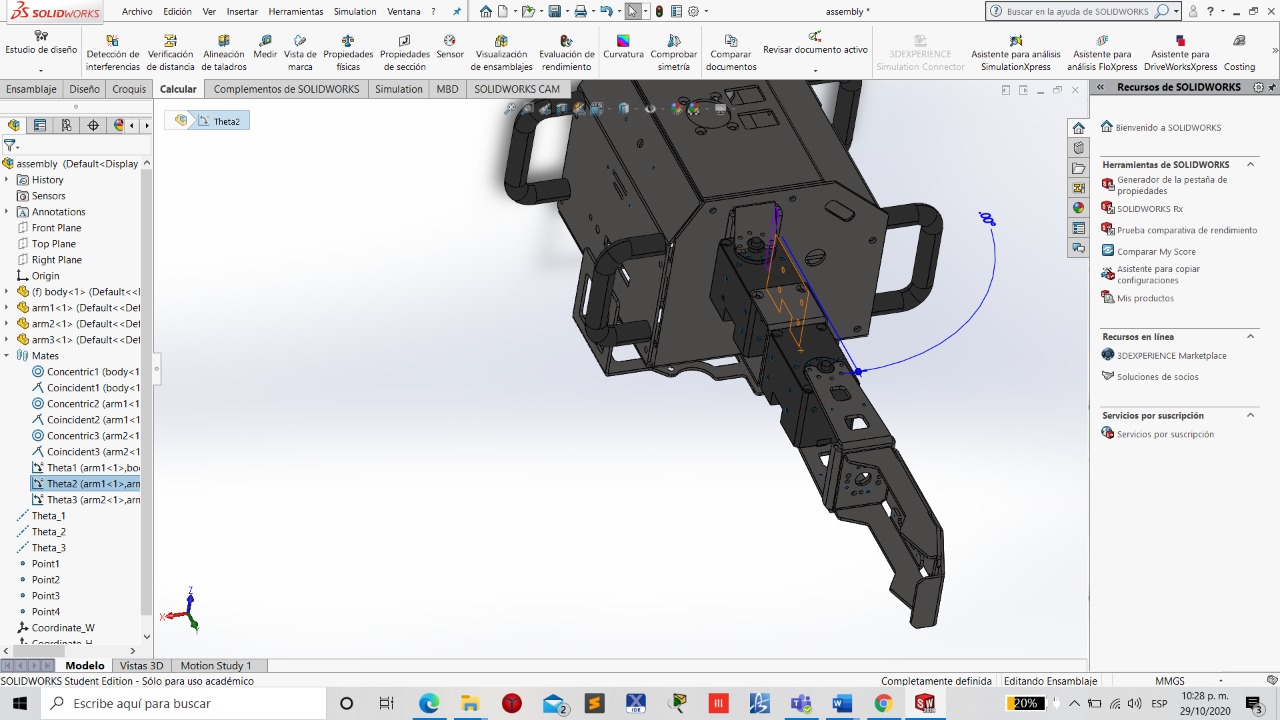 SOLIDWORKS
Archivo Edición Ver Insertar Herramientas Simulation Ventana ?
assembly *
Buscar en la ayuda de SOLIDWORKS
Estudio de diseño
Detección de interferencias
Verificación de distancia
Alineación de taladro
Medir
Vista de marca
Propiedades físicas
Propiedades de sección
Sensor
Visualización de ensamblajes
Evaluación de rendimiento
Curvatura
Comprobar simetría
Comparar documentos
Revisar documento activo
3DEXPERIENCE Simulation Connector
Asistente para análisis SimulationXpress
Asistente para análisis FloXpress
Asistente para DriveWorksXpress
Costing
Ensamblaje Diseño Croquis Calcular Complementos de SOLIDWORKS Simulation MBD SOLIDWORKS CAM
Theta2
assembly (Default<Display
History
Sensors
Annotations
Front Plane
Top Plane
Right Plane
Origin
(f) body<1> (Default<
arm1<1> (Default<<De
arm2<1> (Default<<De
arm3<1> (Default<<De
Mates
Concentric1 (body<1
Coincident1 (body<1
Concentric2 (arm1<1
Coincident2 (arm1<1
Concentric3 (arm2<1
Coincident3 (arm2<1
Theta1 (arm1<1>,bo
Theta2 (arm1<1>,arm
Theta3 (arm2<1>,arm
Theta_1
Theta_2
Theta_3
Point1
Point2
Point3
Point4
Coordinate_W
X
Z
Y
Recursos de SOLIDWORKS
Bienvenido a SOLIDWORKS
Herramientas de SOLIDWORKS
Generador de la pestaña de
propiedades
SOLIDWORKS Rx
Prueba comparativa de rendimiento
Comparar My Score
Asistente para copiar
configuraciones
Mis productos
Recursos en línea
3DEXPERIENCE Marketplace
Soluciones de socios
Servicios por suscripción
Servicios por suscripción
Modelo Vistas 3D Motion Study 1
SOLIDWORKS Student Edition - Sólo para uso académico
Completamente definida Editando Ensamblaje MMGS
Escribe aquí para buscar
20%
ESP
10:28 p. m.
29/10/2020